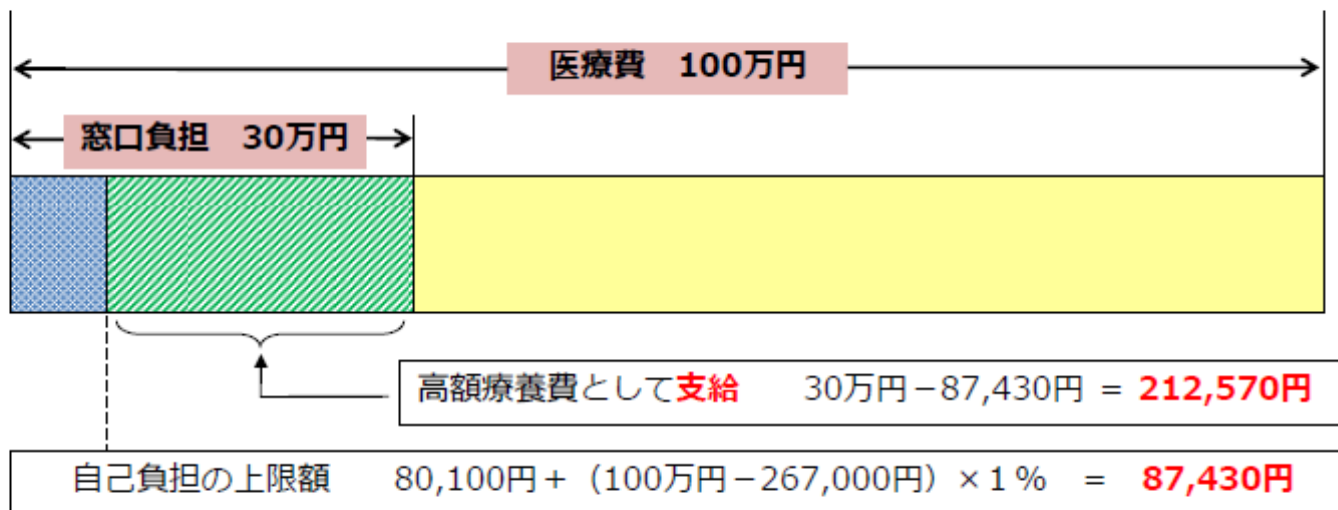 医療費　100万円
窓口負担　30万円
高額療養費として支給　　30万円－87,430円 = 212,570円
自己負担の上限額　　80,100円＋（100万円－267,000円）×1％　=　87,430円